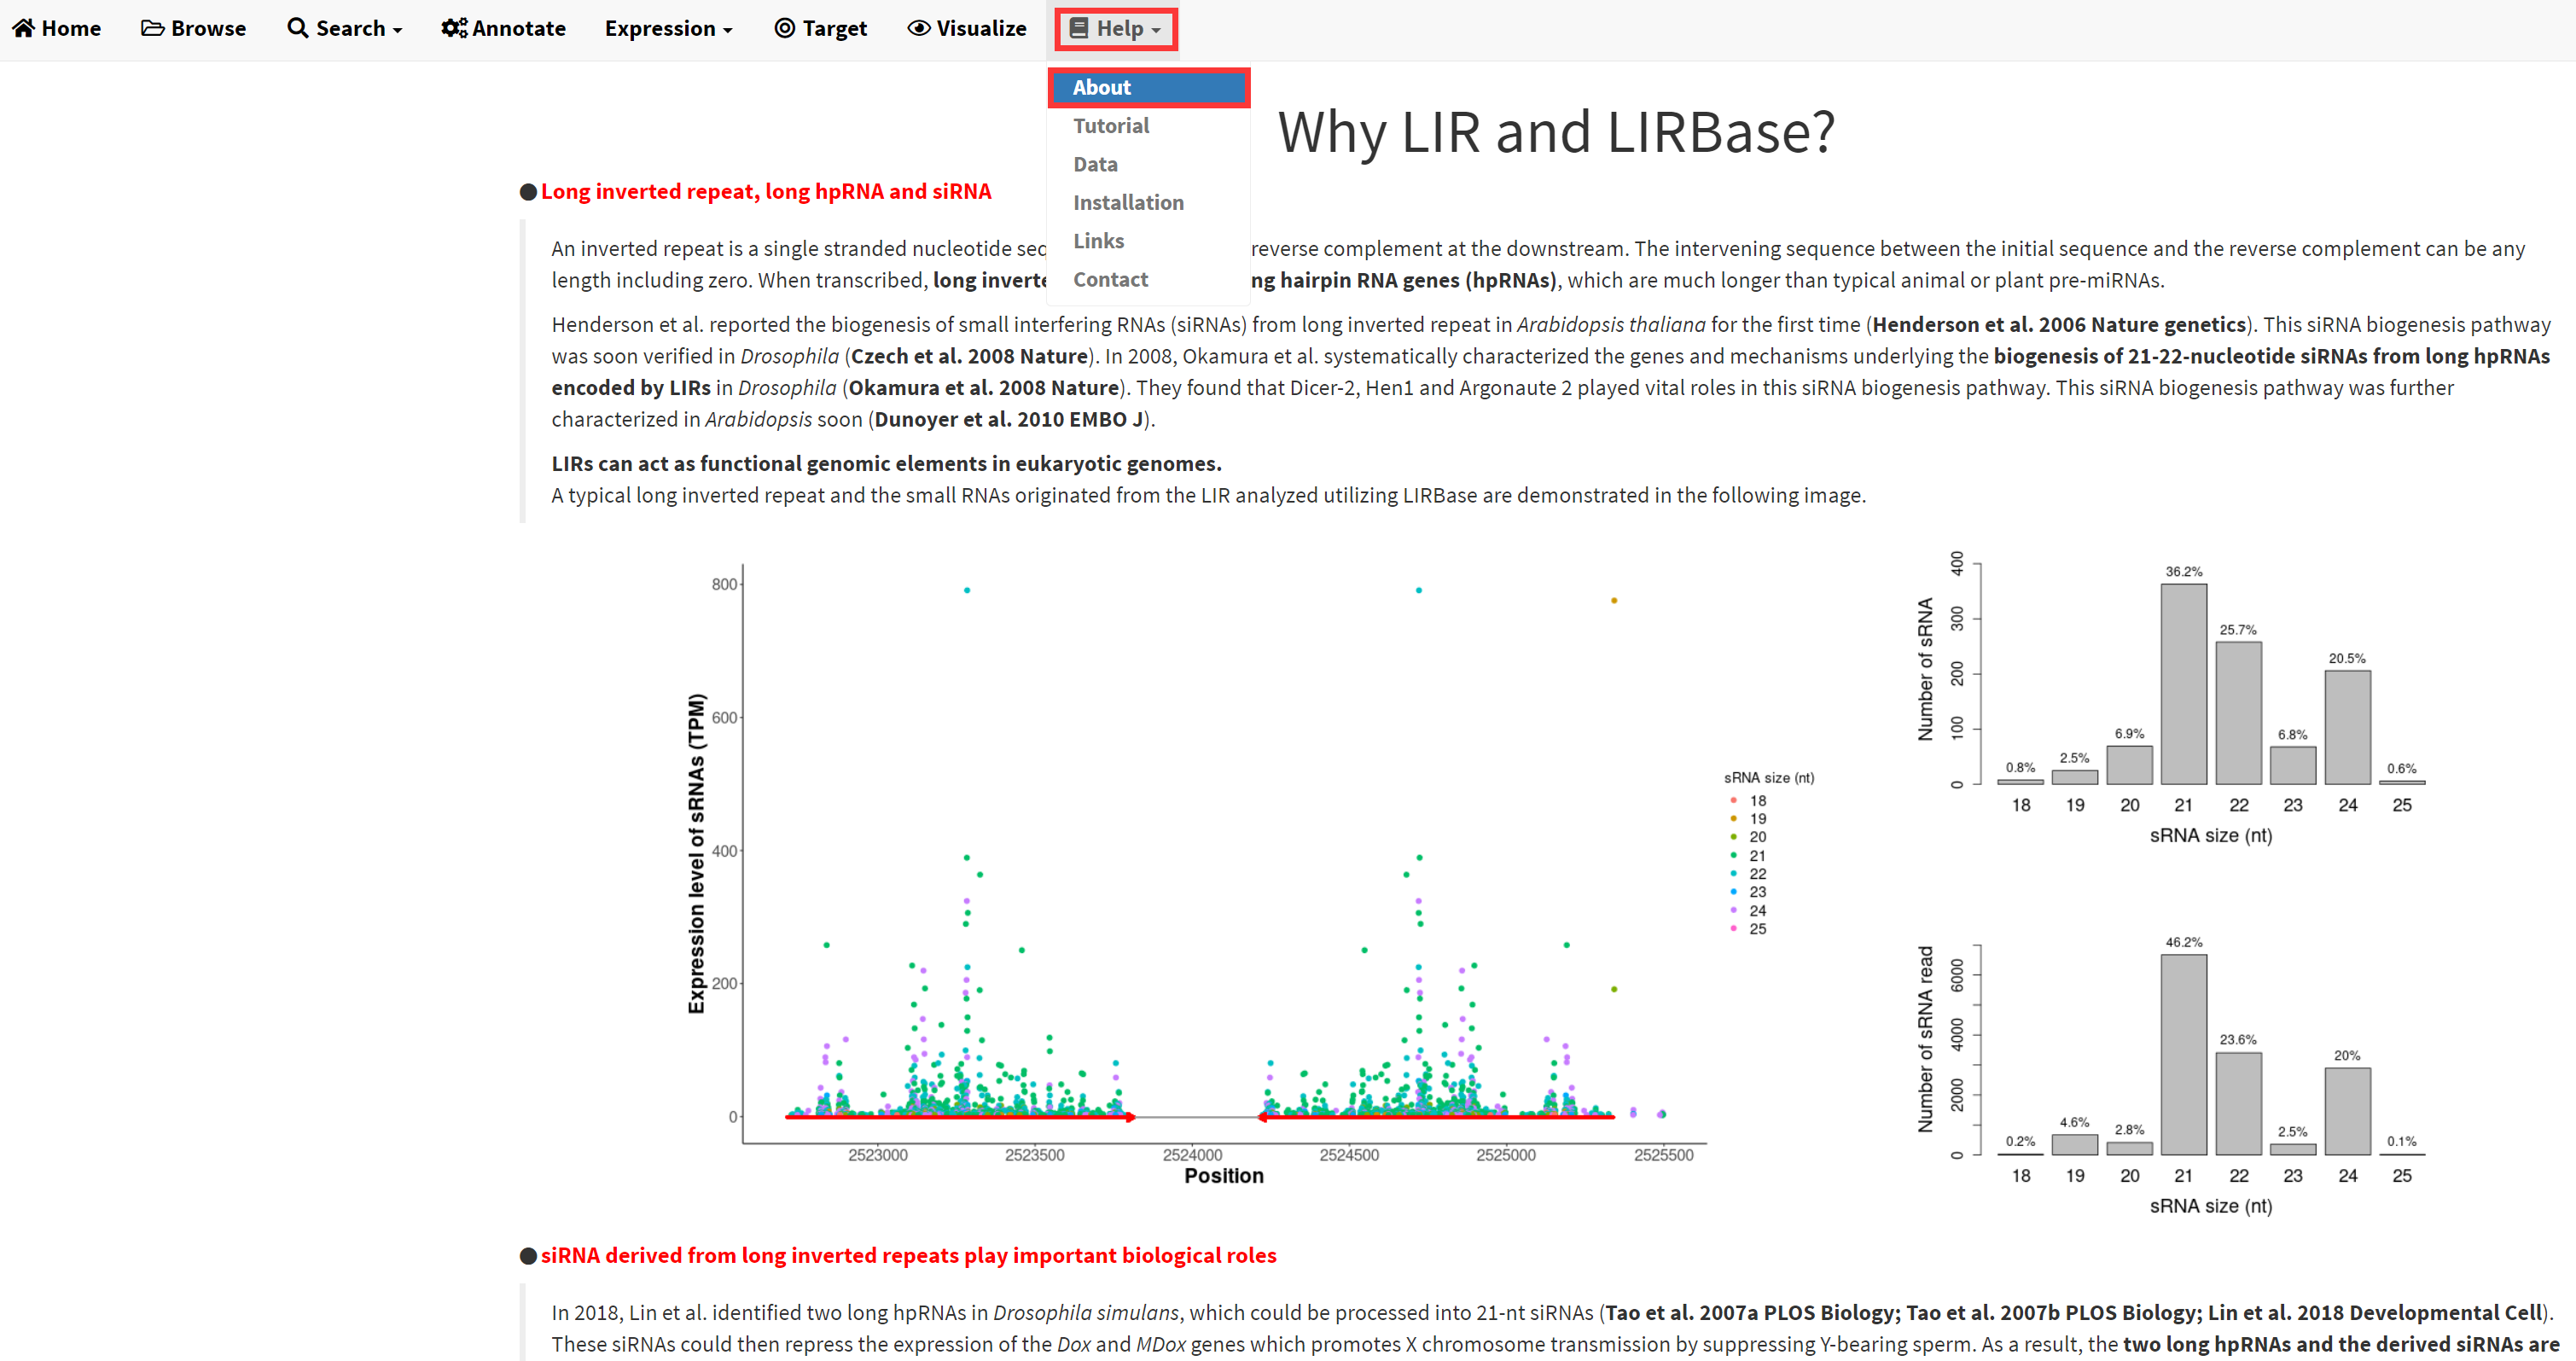 Home Browse Search Annotate Expression Target Visualize Help
About
Tutorial
Data
Installation
Links
Contact
Why LIR and LIRBase?
Long inverted repeat, long hpRNA and siRNA
An inverted repeat is a single stranded nucleotide seq reverse complement at the downstream. The intervening sequence between the initial sequence and the reverse complement can be any
length including zero. When transcribed, long inverte ng hairpin RNA genes (hpRNAs), which are much longer than typical animal or plant pre-miRNAs.
Henderson et al. reported the biogenesis of small interfering RNAs (siRNAs) from long inverted repeat in Arabidopsis thaliana for the first time (Henderson et al. 2006 Nature genetics). This siRNA biogenesis pathway
was soon verified in Drosophila (Czech et al. 2008 Nature). In 2008, Okamura et al. systematically characterized the genes and mechanisms underlying the biogenesis of 21-22-nucleotide siRNAs from long hpRNAs
encoded by LIRs in Drosophila (Okamura et al. 2008 Nature). They found that Dicer-2, Hen1 and Argonaute 2 played vital roles in this siRNA biogenesis pathway. This siRNA biogenesis pathway was further
characterized in Arabidopsis soon (Dunoyer et al. 2010 EMBO J).
LIRs can act as functional genomic elements in eukaryotic genomes.
A typical long inverted repeat and the small RNAs originated from the LIR analyzed utilizing LIRBase are demonstrated in the following image.
Expression level of sRNAs (TPM)
800
600
400
200
0
2523000 2523500 2524000 2524500 2525000 2525500
Position
sRNA size (nt)
18
19
20
21
22
23
24
25
Number of sRNA
400
300
200
100
0
0.8% 2.5% 6.9% 36.2% 25.7% 6.8% 20.5% 0.6%
18 19 20 21 22 23 24 25
sRNA size (nt)
Number of sRNA read
6000
4000
2000
0
0.2% 4.6% 2.8% 46.2% 23.6% 2.5% 20% 0.1%
18 19 20 21 22 23 24 25
sRNA size (nt)
siRNA derived from long inverted repeats play important biological roles
In 2018, Lin et al. identified two long hpRNAs in Drosophila simulans, which could be processed into 21-nt siRNAs (Tao et al. 2007a PLOS Biology; Tao et al. 2007b PLOS Biology; Lin et al. 2018 Developmental Cell).
These siRNAs could then repress the expression of the Dox and MDox genes which promotes X chromosome transmission by suppressing Y-bearing sperm. As a result, the two long hpRNAs and the derived siRNAs are